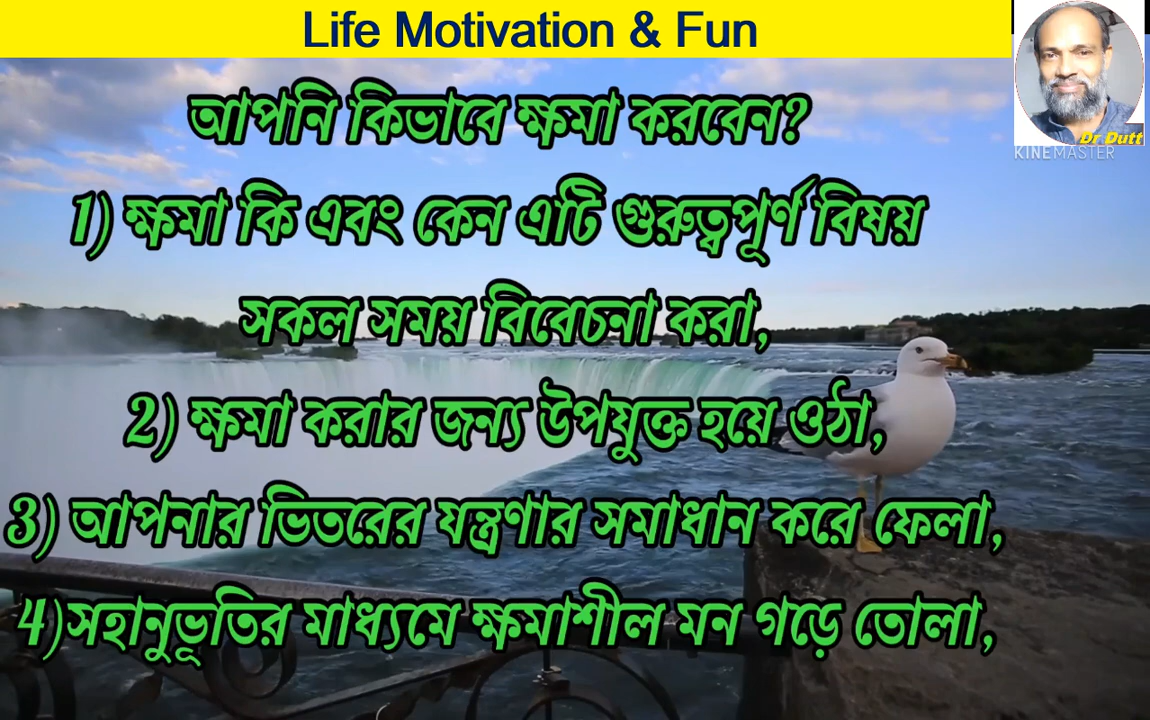 Life Motivation & Fun
Dr Dutt
KINEMASTER
আপনি কিভাবে ক্ষমা করবেন?
1) ক্ষমা কি এবং কেন এটি গুরুত্বপূর্ণ বিষয়
সকল সময় বিবেচনা করা,
2) ক্ষমা করার জন্য উপযুক্ত হয়ে ওঠা,
3) আপনার ভিতরের যন্ত্রণার সমাধান করে ফেলা,
4)সহানুভূতির মাধ্যমে ক্ষমাশীল মন গড়ে তোলা,